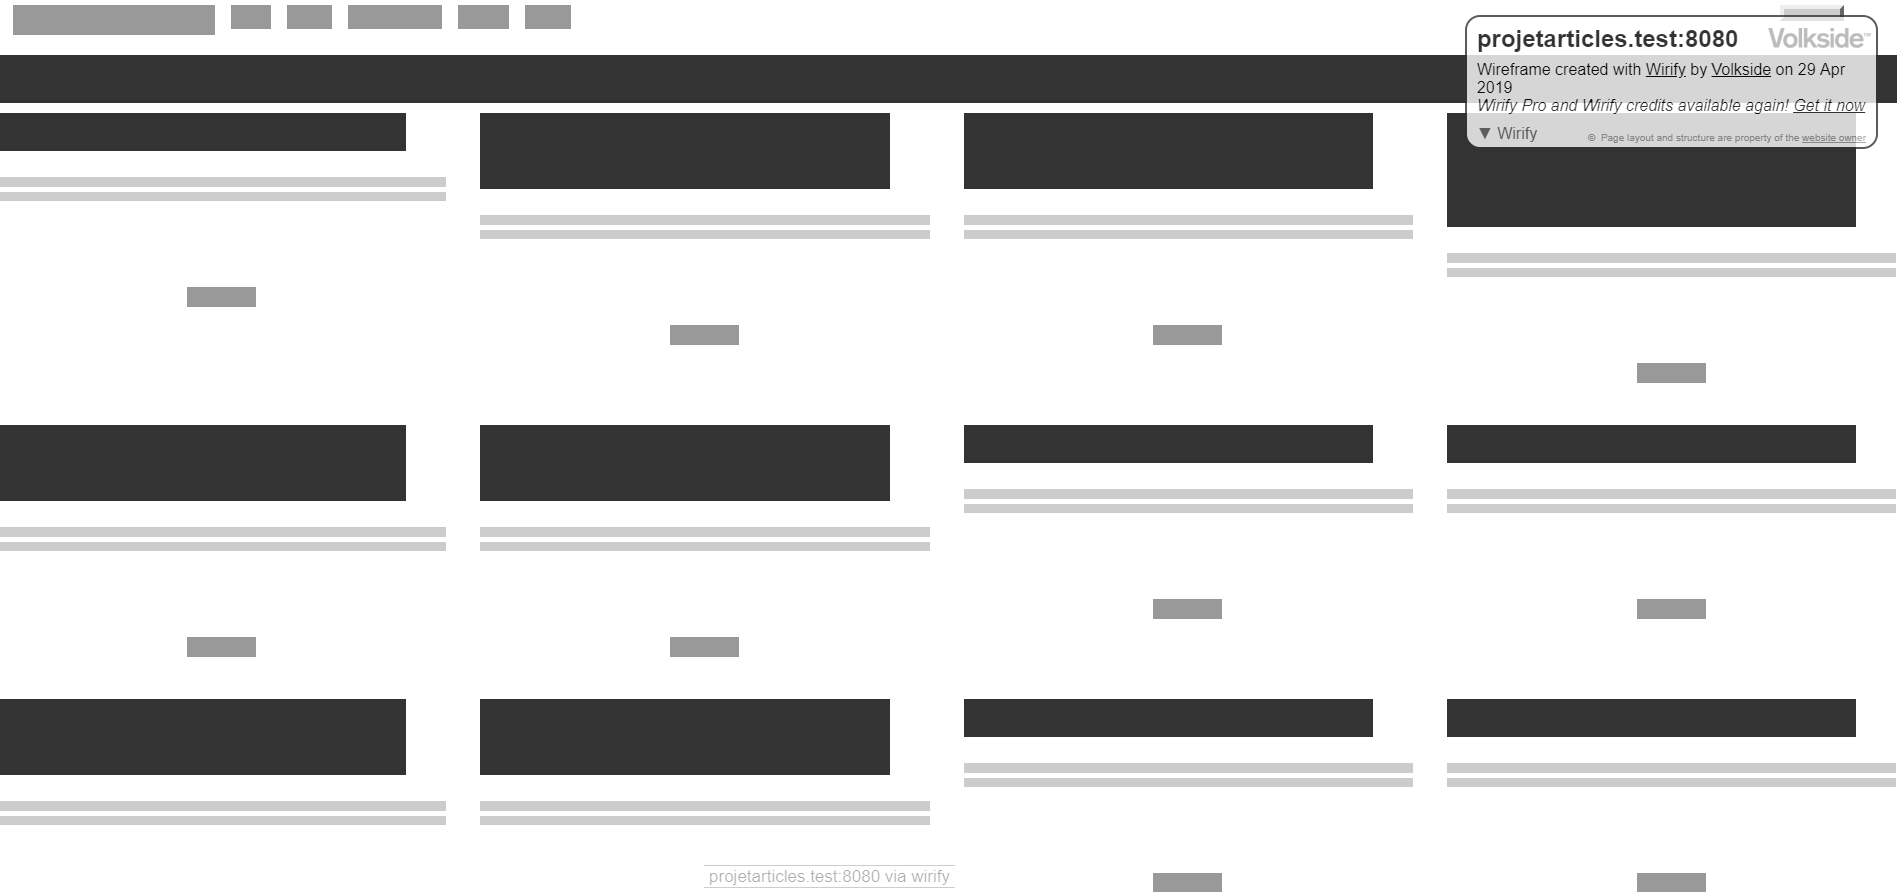 projetarticles.test:8080
Volkside™
Wireframe created with Wirify by Volkside on 29 Apr
2019
Wirify Pro and Wirify credits available again! Get it now
▼ Wirify
© Page layout and structure are property of the website owner
projetarticles.test:8080 via wirify